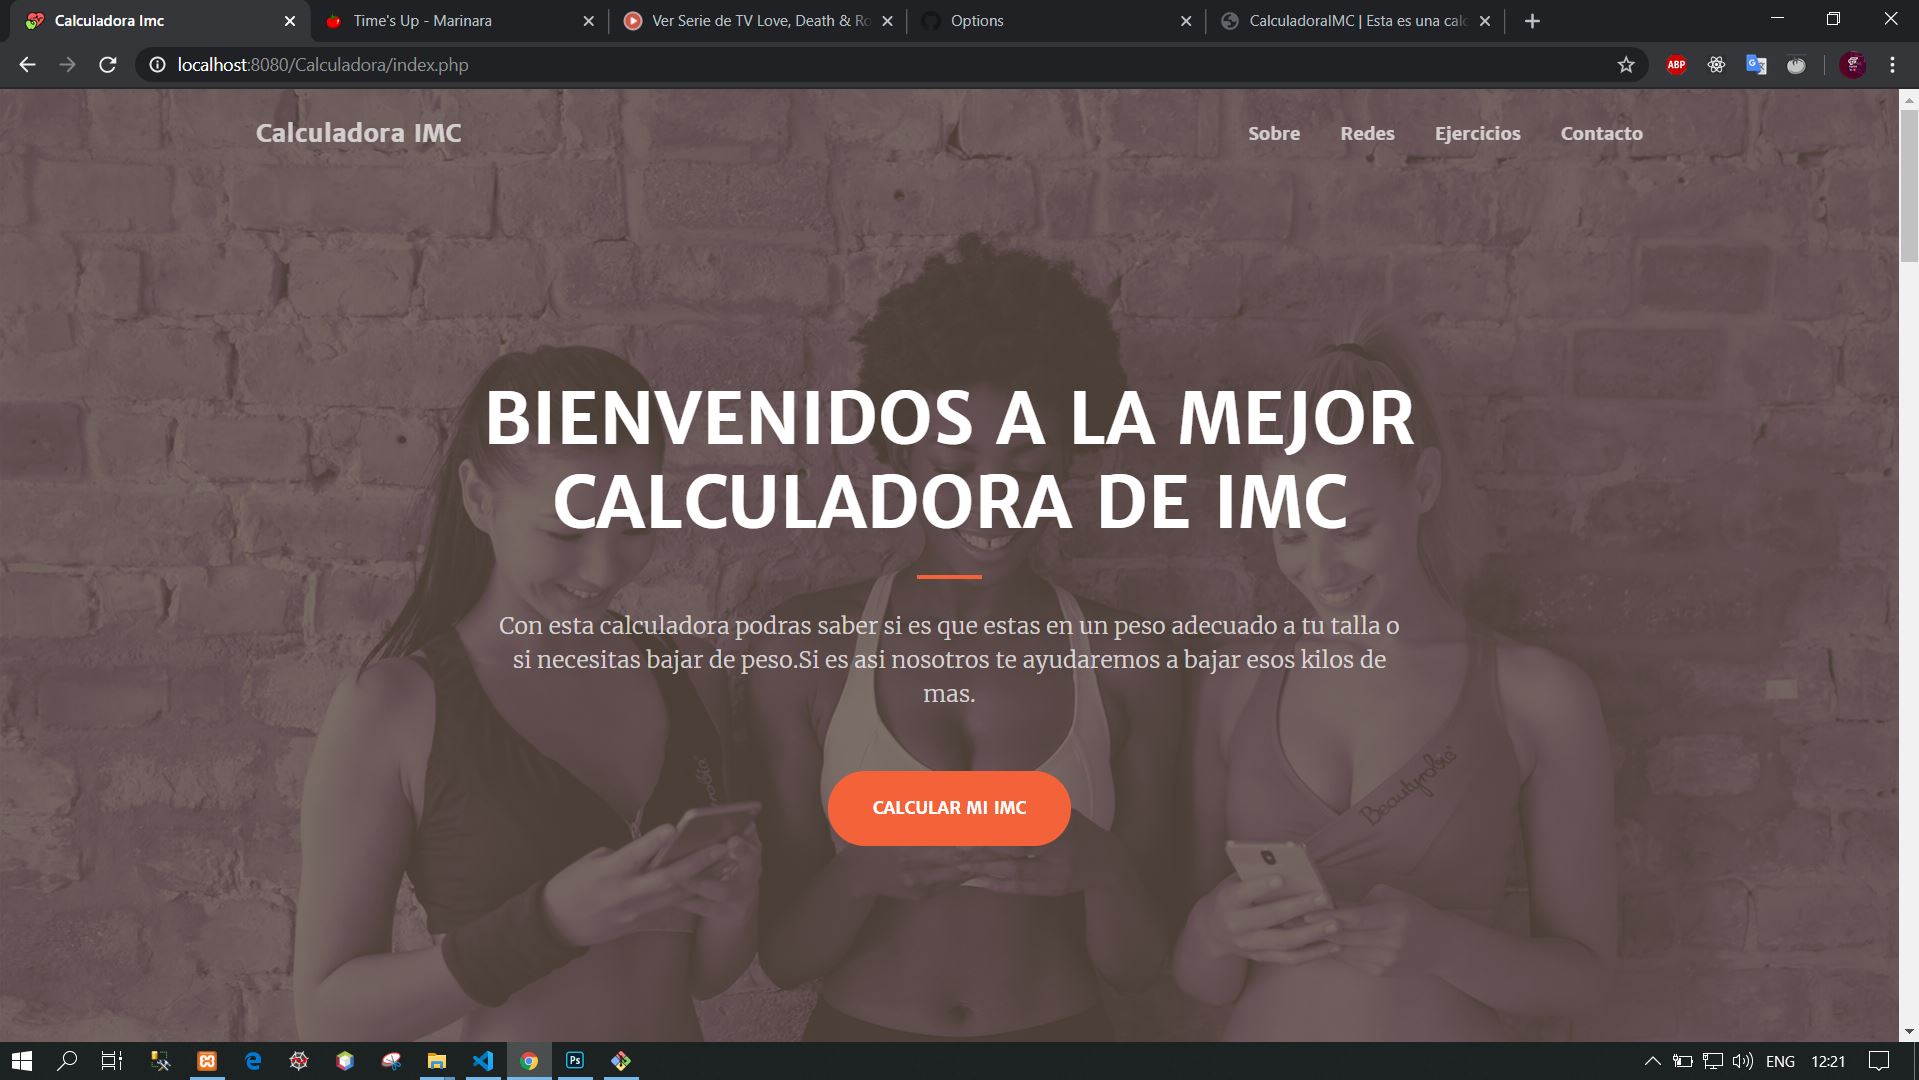 Calculadora Imc
Time's Up - Marinara
Ver Serie de TV Love, Death & Ro
Options
CalculadoraIMC | Esta es una calc
localhost:8080/Calculadora/index.php
ABP
Calculadora IMC
Sobre
Redes
Ejercicios
Contacto
BIENVENIDOS A LA MEJOR
CALCULADORA DE IMC
Con esta calculadora podras saber si es que estas en un peso adecuado a tu talla o
si necesitas bajar de peso.Si es asi nosotros te ayudaremos a bajar esos kilos de
mas.
CALCULAR MI IMC
Beautyrobic
Ps
ENG
12:21